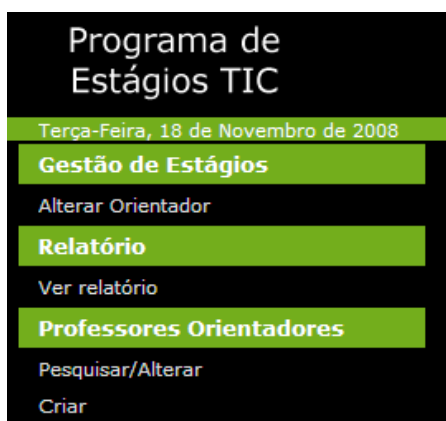 Programa de
Estágios TIC
Terça-Feira, 18 de Novembro de 2008
Gestão de Estágios
Alterar Orientador
Relatório
Ver relatório
Professores Orientadores
Pesquisar/Alterar
Criar